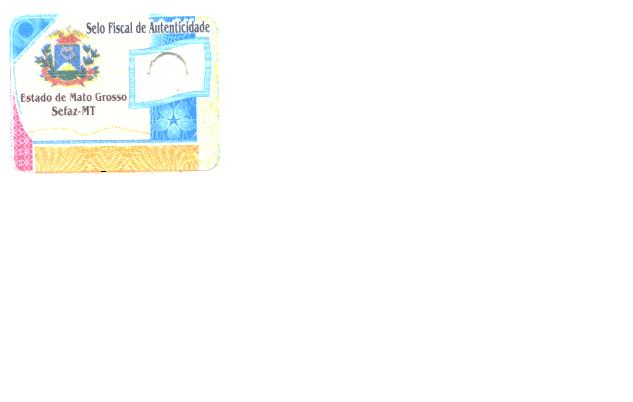 Selo Fiscal de Autenticidade
Estado de Mato Grosso
Sefaz-MT